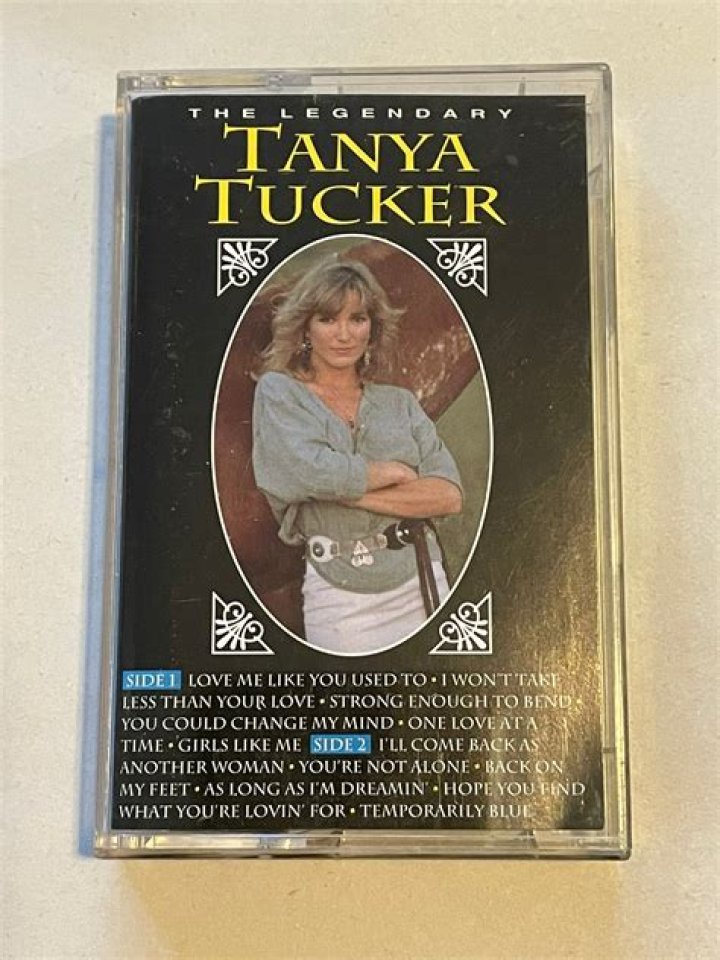 THE LEGENDARY
TANYA
TUCKER
SIDE 1 LOVE ME LIKE YOU USED TO • I WON'T TAKE
LESS THAN YOUR LOVE • STRONG ENOUGH TO BEND •
YOU COULD CHANGE MY MIND • ONE LOVE AT A
TIME • GIRLS LIKE ME SIDE 2 I'LL COME BACK AS
ANOTHER WOMAN • YOU'RE NOT ALONE • BACK ON
MY FEET • AS LONG AS I'M DREAMIN' • HOPE YOU FIND
WHAT YOU'RE LOVIN' FOR • TEMPORARILY BLUE